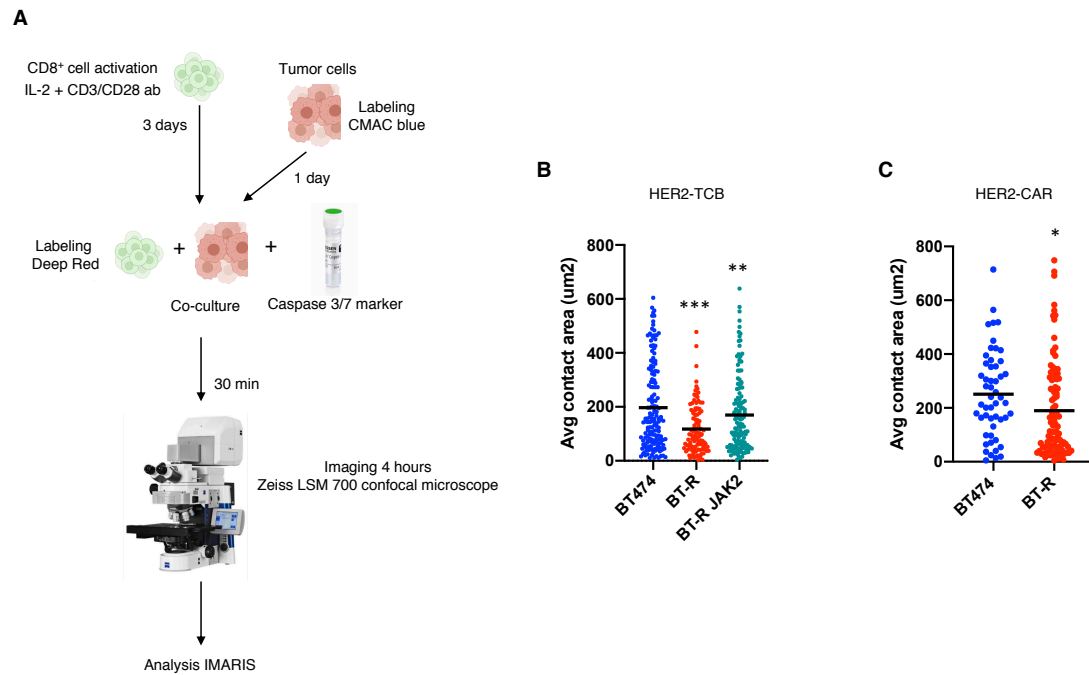 A
CD8⁺ cell activation
IL-2 + CD3/CD28 ab
Tumor cells
Labeling
CMAC blue
3 days
1 day
Labeling
Deep Red
+
+
Co-culture
Caspase 3/7 marker
30 min
Imaging 4 hours
Zeiss LSM 700 confocal microscope
Analysis IMARIS
B
HER2-TCB
Avg contact area (um2)
800
600
400
200
0
***
**
BT474
BT-R
BT-R JAK2
C
HER2-CAR
Avg contact area (um2)
800
600
400
200
0
*
BT474
BT-R